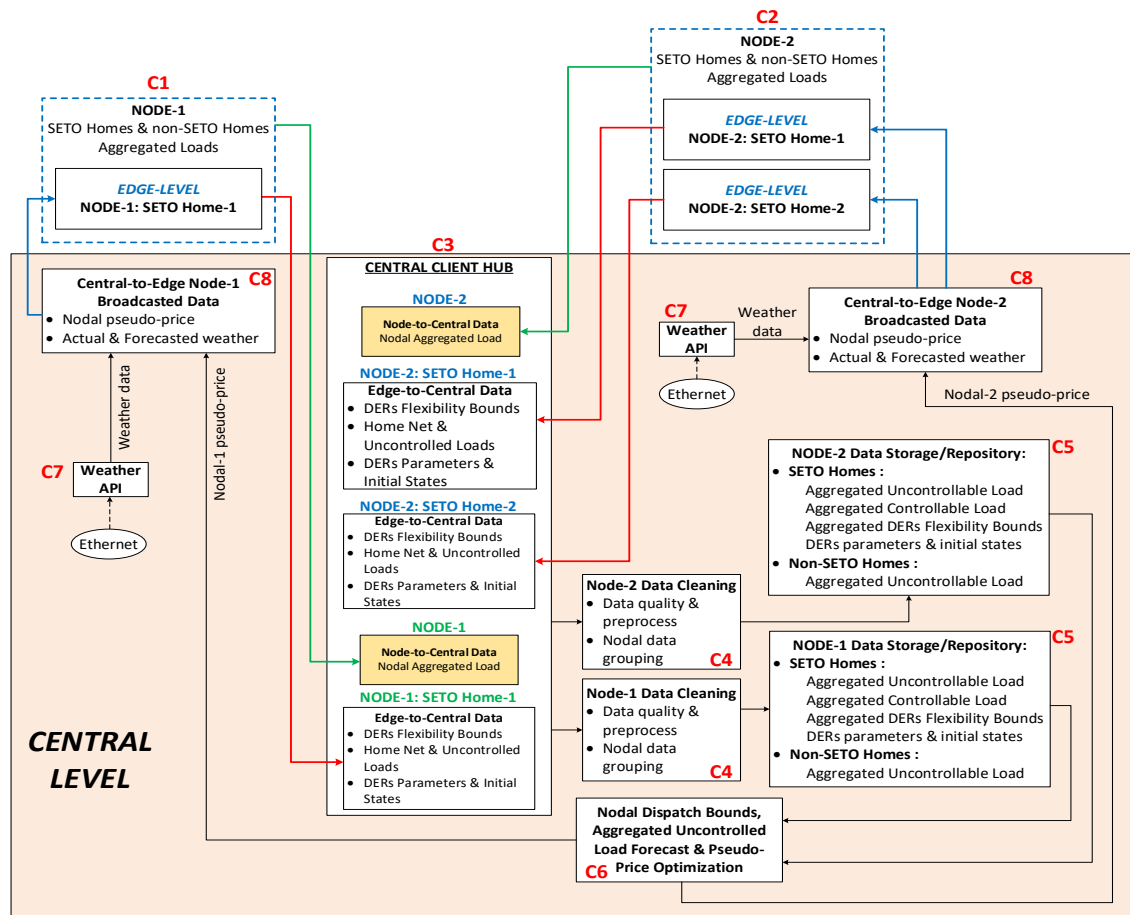 C1
NODE-1
SETO Homes & non-SETO Homes
Aggregated Loads
EDGE-LEVEL
NODE-1: SETO Home-1
C2
NODE-2
SETO Homes & non-SETO Homes
Aggregated Loads
EDGE-LEVEL
NODE-2: SETO Home-1
EDGE-LEVEL
NODE-2: SETO Home-2
C8
Central-to-Edge Node-1
Broadcasted Data
• Nodal pseudo-price
• Actual & Forecasted weather
Weather data
Nodal-1 pseudo-price
C7
Weather
API
Ethernet
CENTRAL
LEVEL
C3
CENTRAL CLIENT HUB
NODE-2
Node-to-Central Data
Nodal Aggregated Load
NODE-2: SETO Home-1
Edge-to-Central Data
• DERs Flexibility Bounds
• Home Net &
Uncontrolled Loads
• DERs Parameters &
Initial States
NODE-2: SETO Home-2
Edge-to-Central Data
• DERs Flexibility Bounds
• Home Net & Uncontrolled
Loads
• DERs Parameters & Initial
States
NODE-1
Node-to-Central Data
Nodal Aggregated Load
NODE-1: SETO Home-1
Edge-to-Central Data
• DERs Flexibility Bounds
• Home Net & Uncontrolled
Loads
• DERs Parameters & Initial
States
C7
Weather
API
Ethernet
Weather
data
C8
Central-to-Edge Node-2
Broadcasted Data
• Nodal pseudo-price
• Actual & Forecasted weather
Nodal-2 pseudo-price
Node-2 Data Cleaning
• Data quality &
preprocess
• Nodal data
grouping
C4
Node-1 Data Cleaning
• Data quality &
preprocess
• Nodal data
grouping
C4
C5
NODE-2 Data Storage/Repository:
• SETO Homes :
Aggregated Uncontrollable Load
Aggregated Controllable Load
Aggregated DERs Flexibility Bounds
DERs parameters & initial states
• Non-SETO Homes :
Aggregated Uncontrollable Load
C5
NODE-1 Data Storage/Repository:
• SETO Homes :
Aggregated Uncontrollable Load
Aggregated Controllable Load
Aggregated DERs Flexibility Bounds
DERs parameters & initial states
• Non-SETO Homes :
Aggregated Uncontrollable Load
Nodal Dispatch Bounds,
Aggregated Uncontrolled
Load Forecast & Pseudo-
Price Optimization
C6